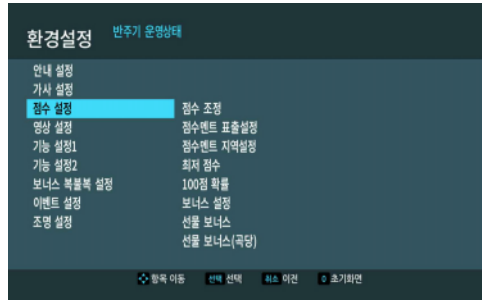 환경설정 반주기 운영상태
안내 설정
가사 설정
점수 설정 점수 조정
영상 설정 점수멘트 표출설정
기능 설정1 점수멘트 지역설정
기능 설정2 최저 점수
보너스 복불복 설정 100점 확률
이벤트 설정 보너스 설정
조명 설정 선물 보너스
선물 보너스(곡당)
항목 이동 선택 선택 취소 이전 0 초기화면